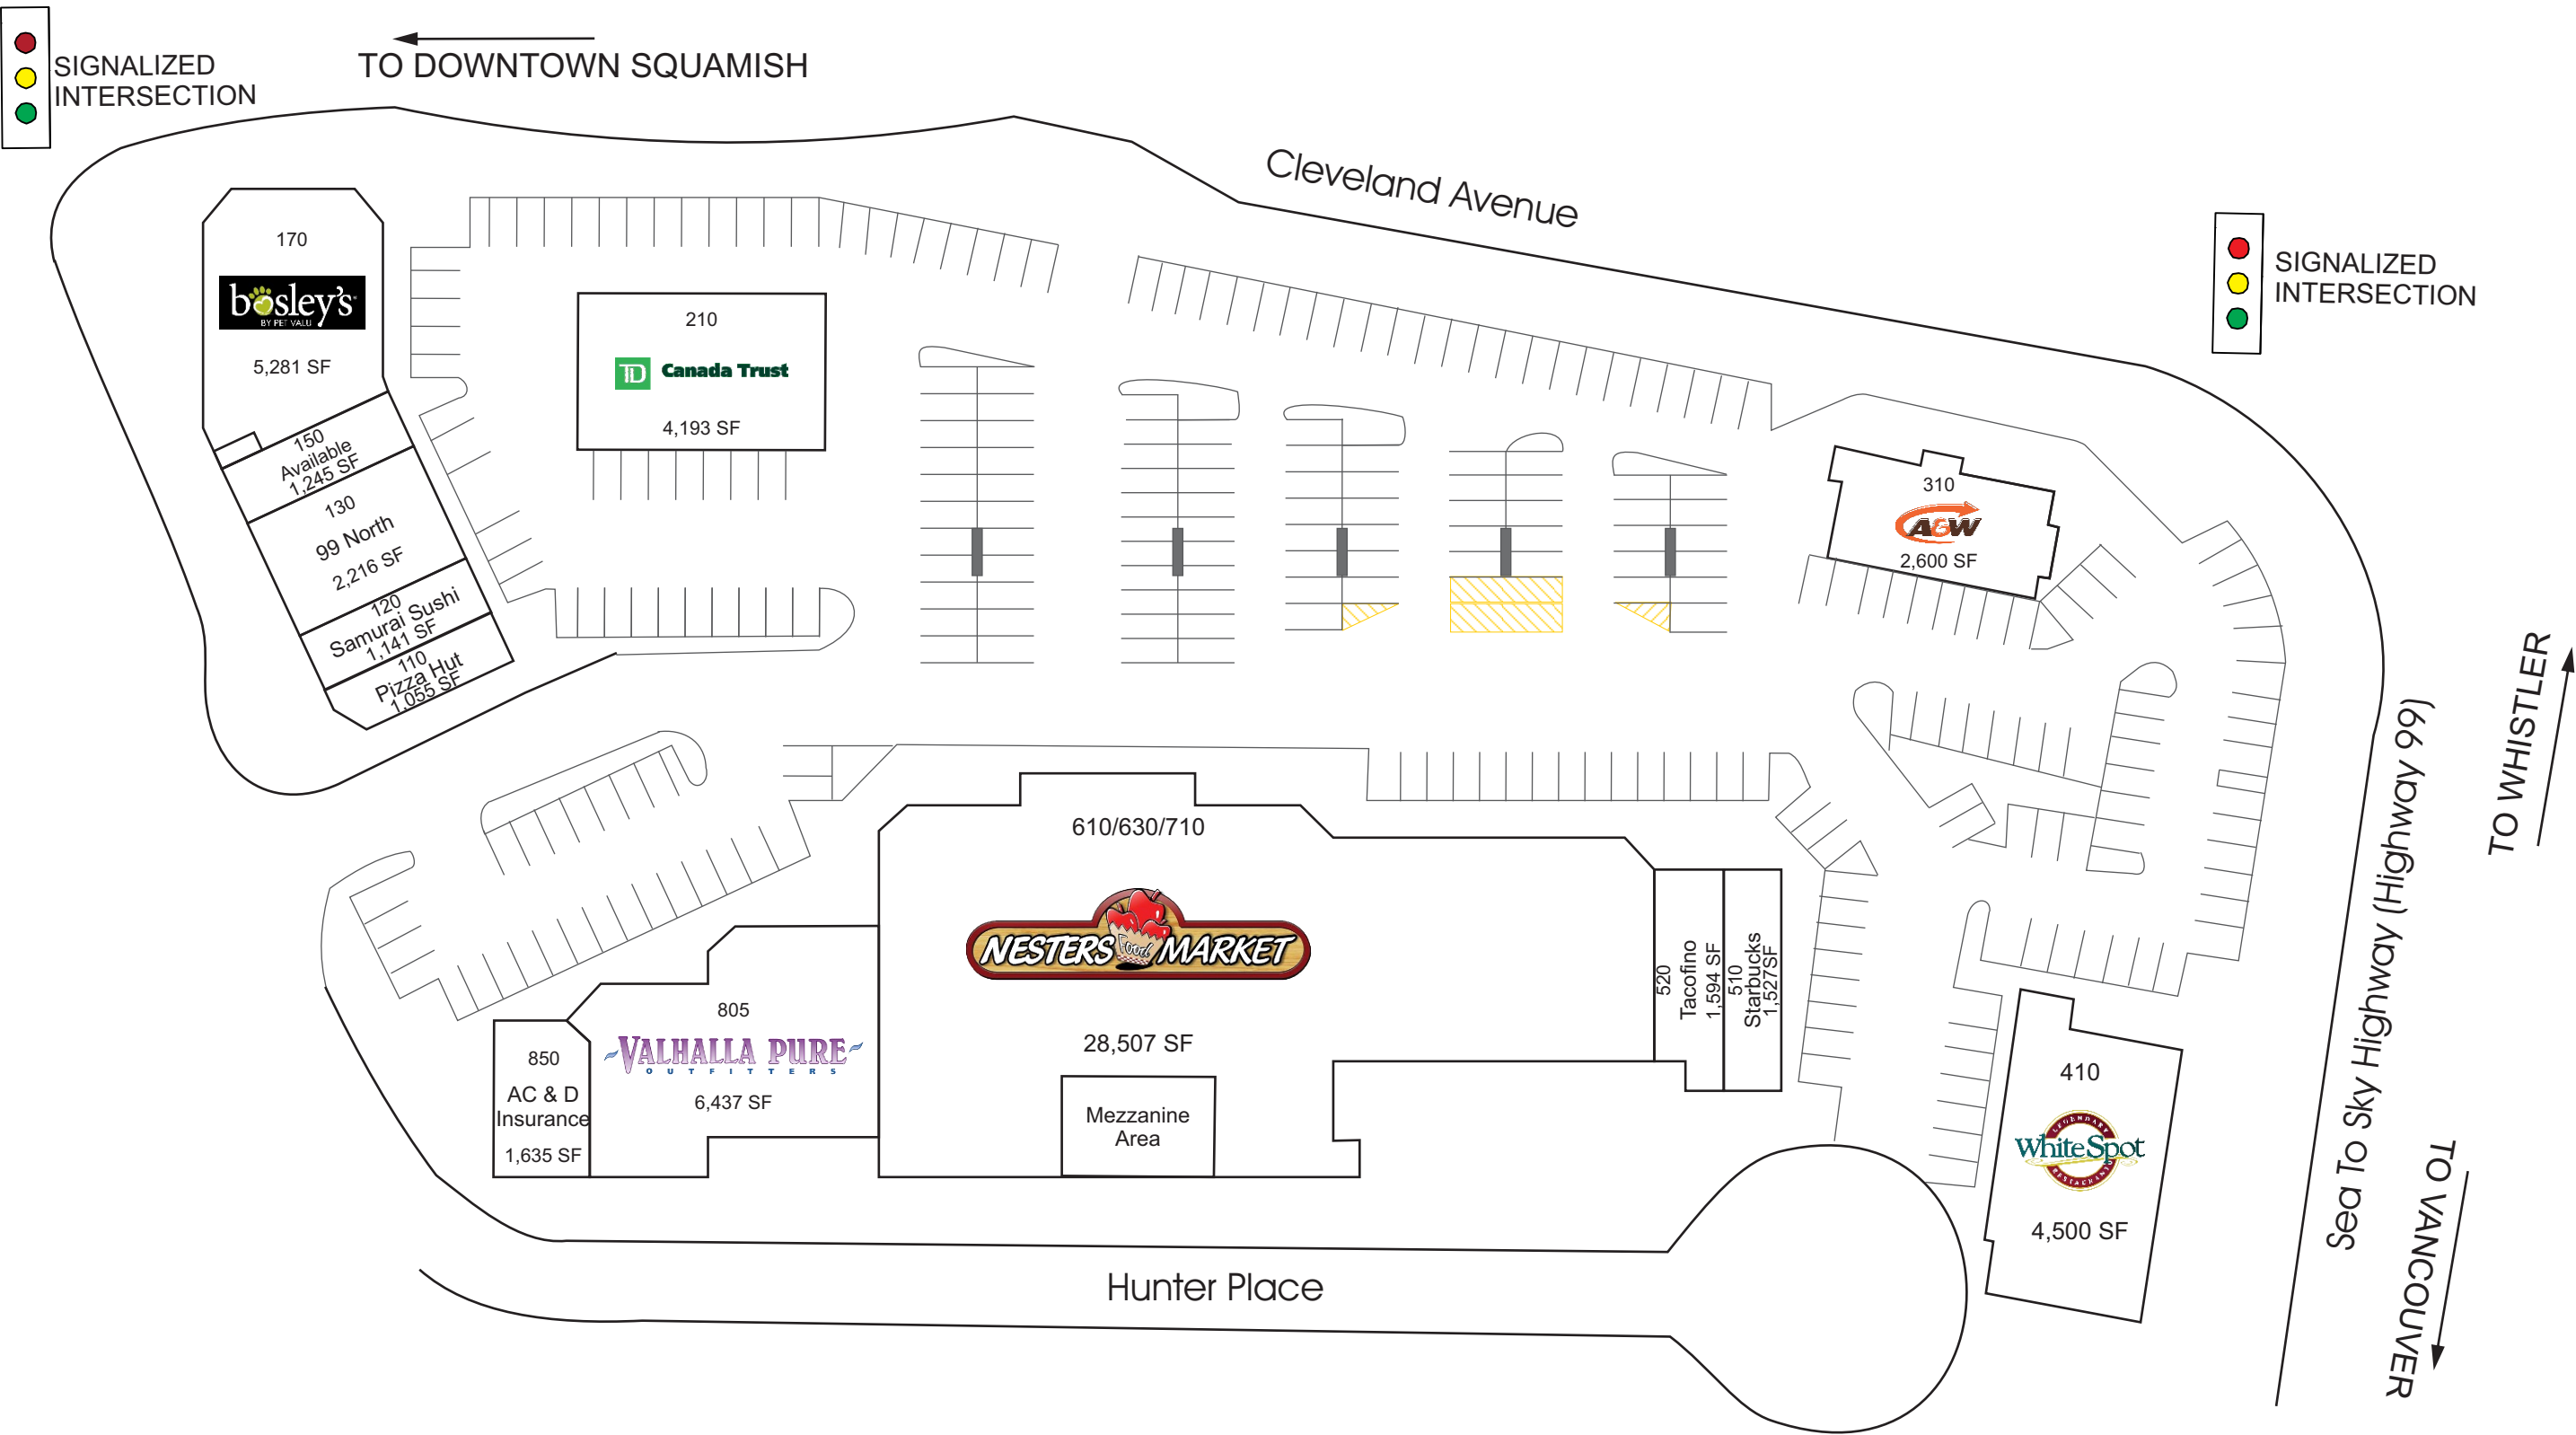 SIGNALIZED
INTERSECTION
TO DOWNTOWN SQUAMISH
Cleveland Avenue
SIGNALIZED
INTERSECTION
170
bosley's
BY PET VALU
5,281 SF
210
TD Canada Trust
4,193 SF
150
Available
1,245 SF
130
99 North
2,216 SF
120
Samurai Sushi
1,141 SF
110
Pizza Hut
1,055 SF
310
A&W
2,600 SF
TO WHISTLER
Sea To Sky Highway (Highway 99)
TO VANCOUVER
610/630/710
NESTERS Food MARKET
28,507 SF
Mezzanine
Area
520
Tacofino
1,594 SF
510
Starbucks
1,527SF
805
VALHALLA PURE
OUTFITTERS
6,437 SF
850
AC & D
Insurance
1,635 SF
410
LEGENDARY
White Spot
RESTAURANTS
4,500 SF
Hunter Place